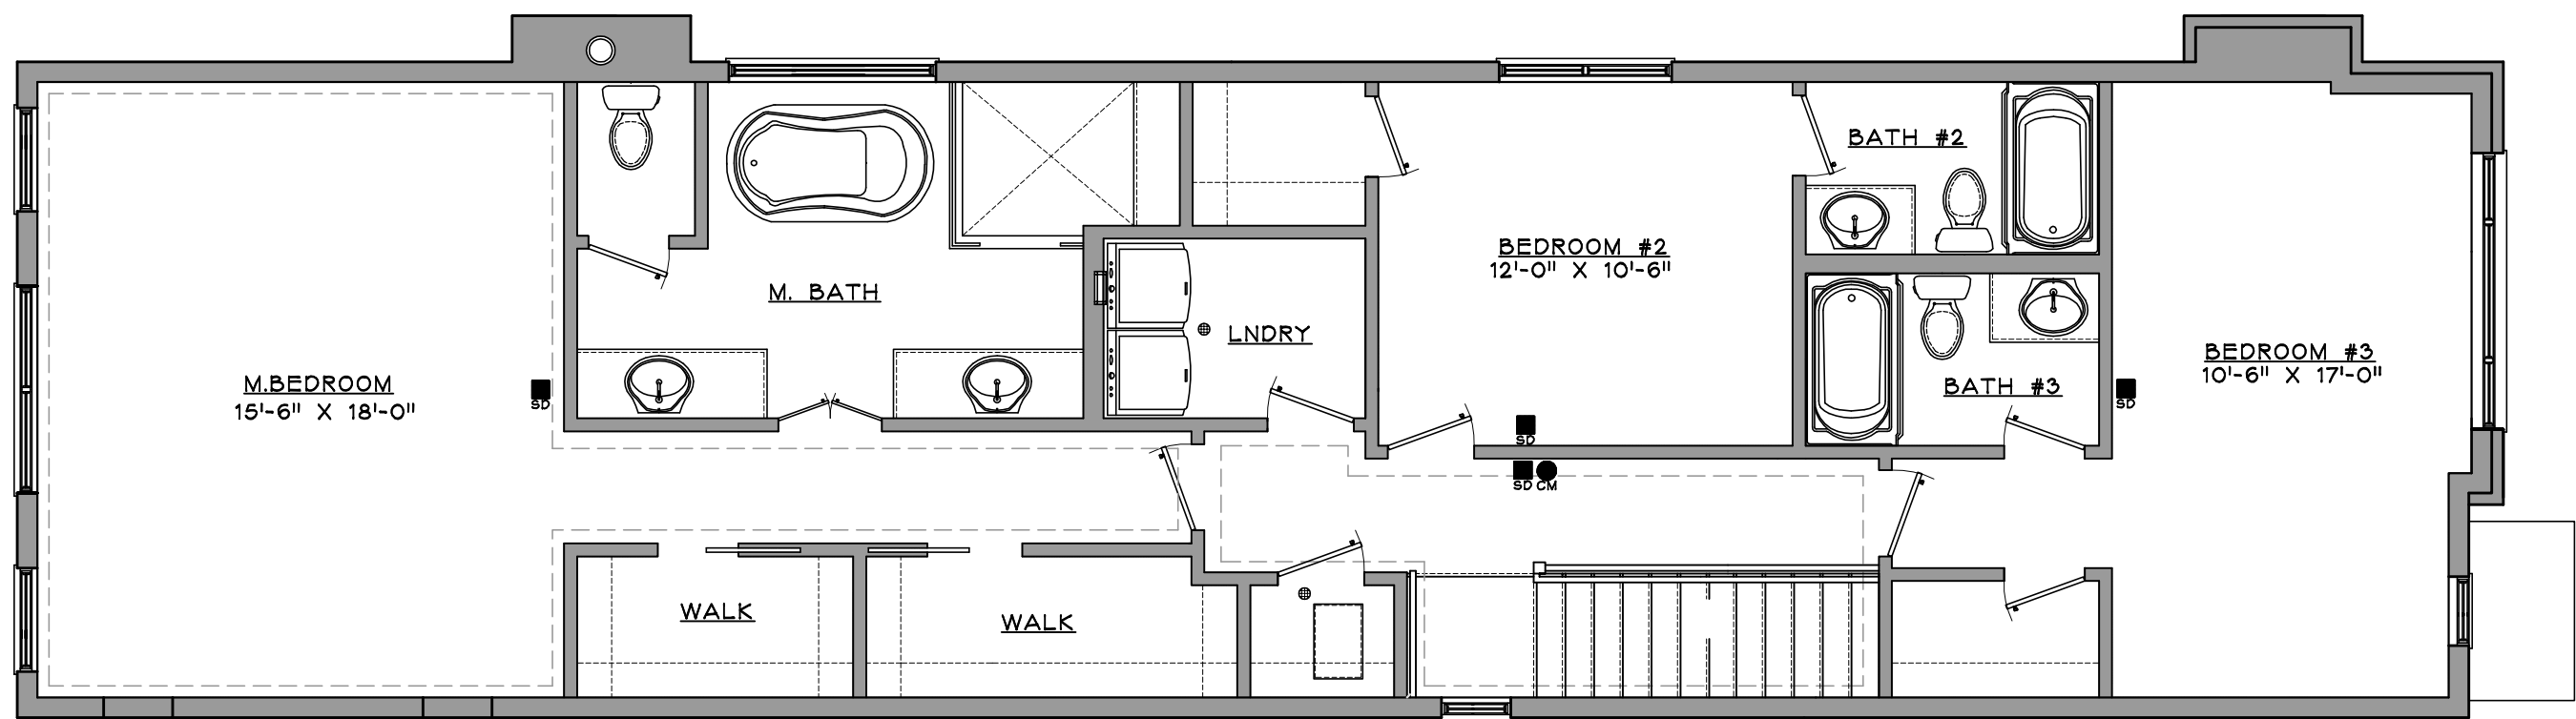 M.BEDROOM
15'-6" X 18'-0"
SD
M. BATH
LNDRY
WALK
WALK
BEDROOM #2
12'-0" X 10'-6"
SD
SD CM
BATH #2
BATH #3
SD
BEDROOM #3
10'-6" X 17'-0"